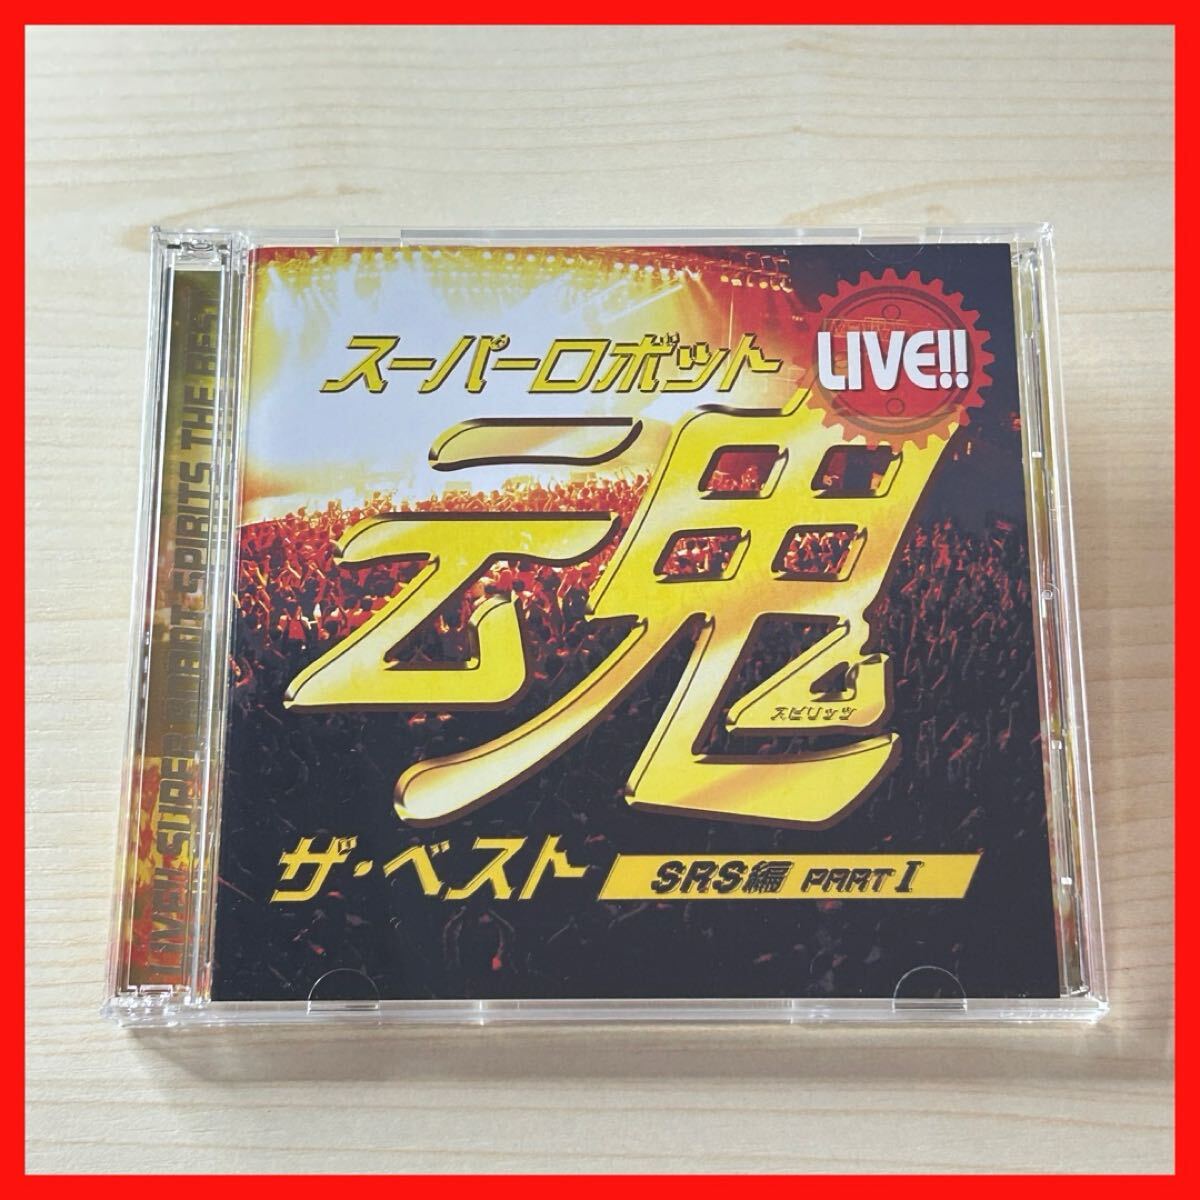 スーパーロボット
LIVE!!
魂
スピリッツ
ザ・ベスト
SRS編 PART I
LIVE!! SUPER ROBOT SPIRITS THE BEST